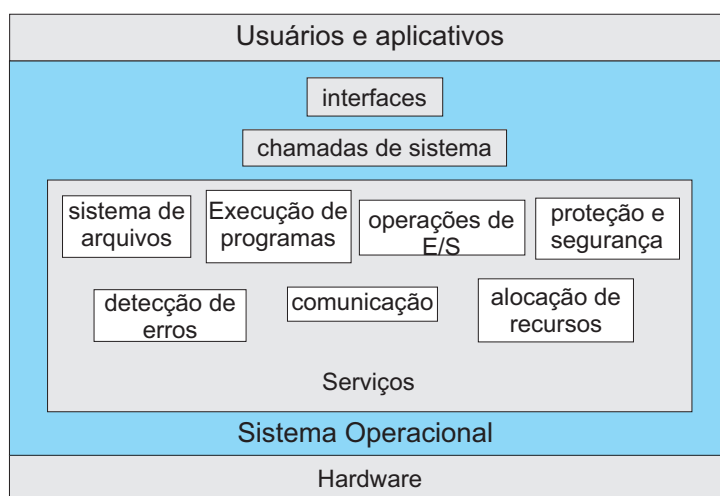 Usuários e aplicativos
interfaces
chamadas de sistema
sistema de
arquivos
Execução de
programas
operações de
E/S
proteção e
segurança
detecção de
erros
comunicação
alocação de
recursos
Serviços
Sistema Operacional
Hardware